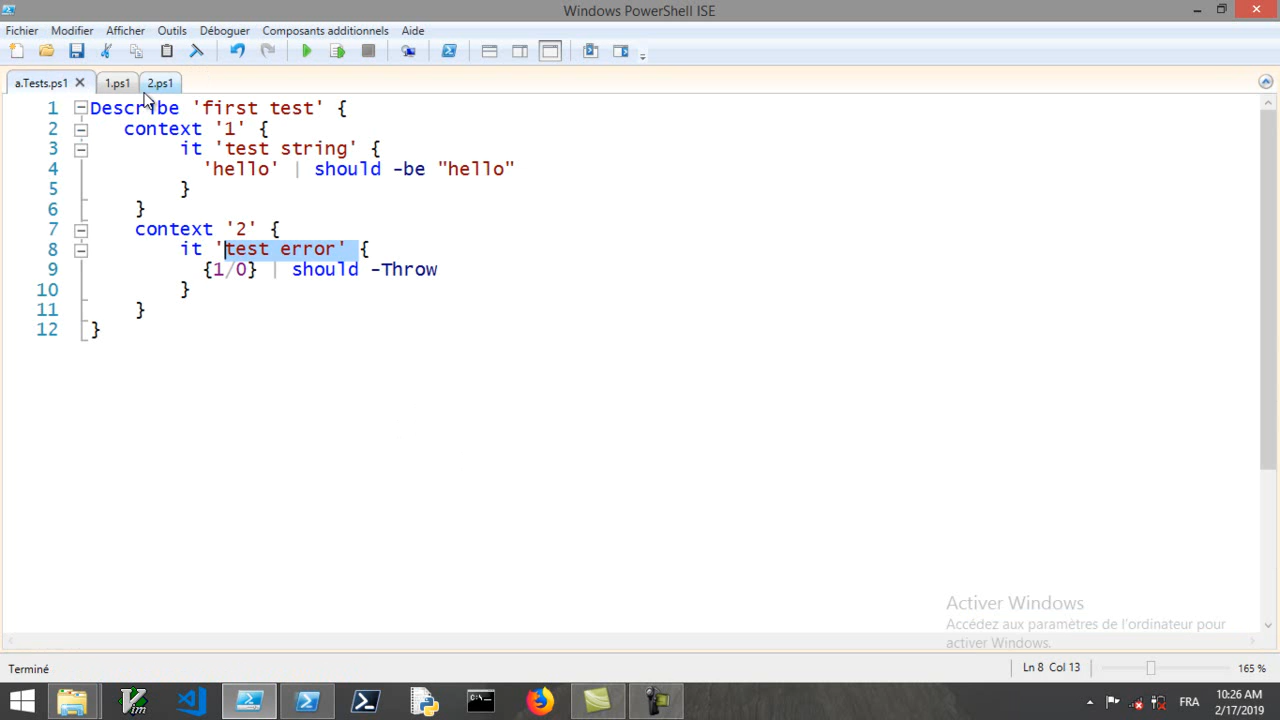 Windows PowerShell ISE
Fichier Modifier Afficher Outils Déboguer Composants additionnels Aide
a.Tests.ps1 1.ps1 2.ps1
1 Describe 'first test' {
2 context '1' {
3 it 'test string' {
4 'hello' | should -be "hello"
5 }
6 }
7 context '2' {
8 it 'test error' {
9 {1/0} | should -Throw
10 }
11 }
12 }
Activer Windows
Accédez aux paramètres de l'ordinateur pour
activer Windows.
Terminé Ln 8 Col 13 165 %
FRA 10:26 AM
2/17/2019